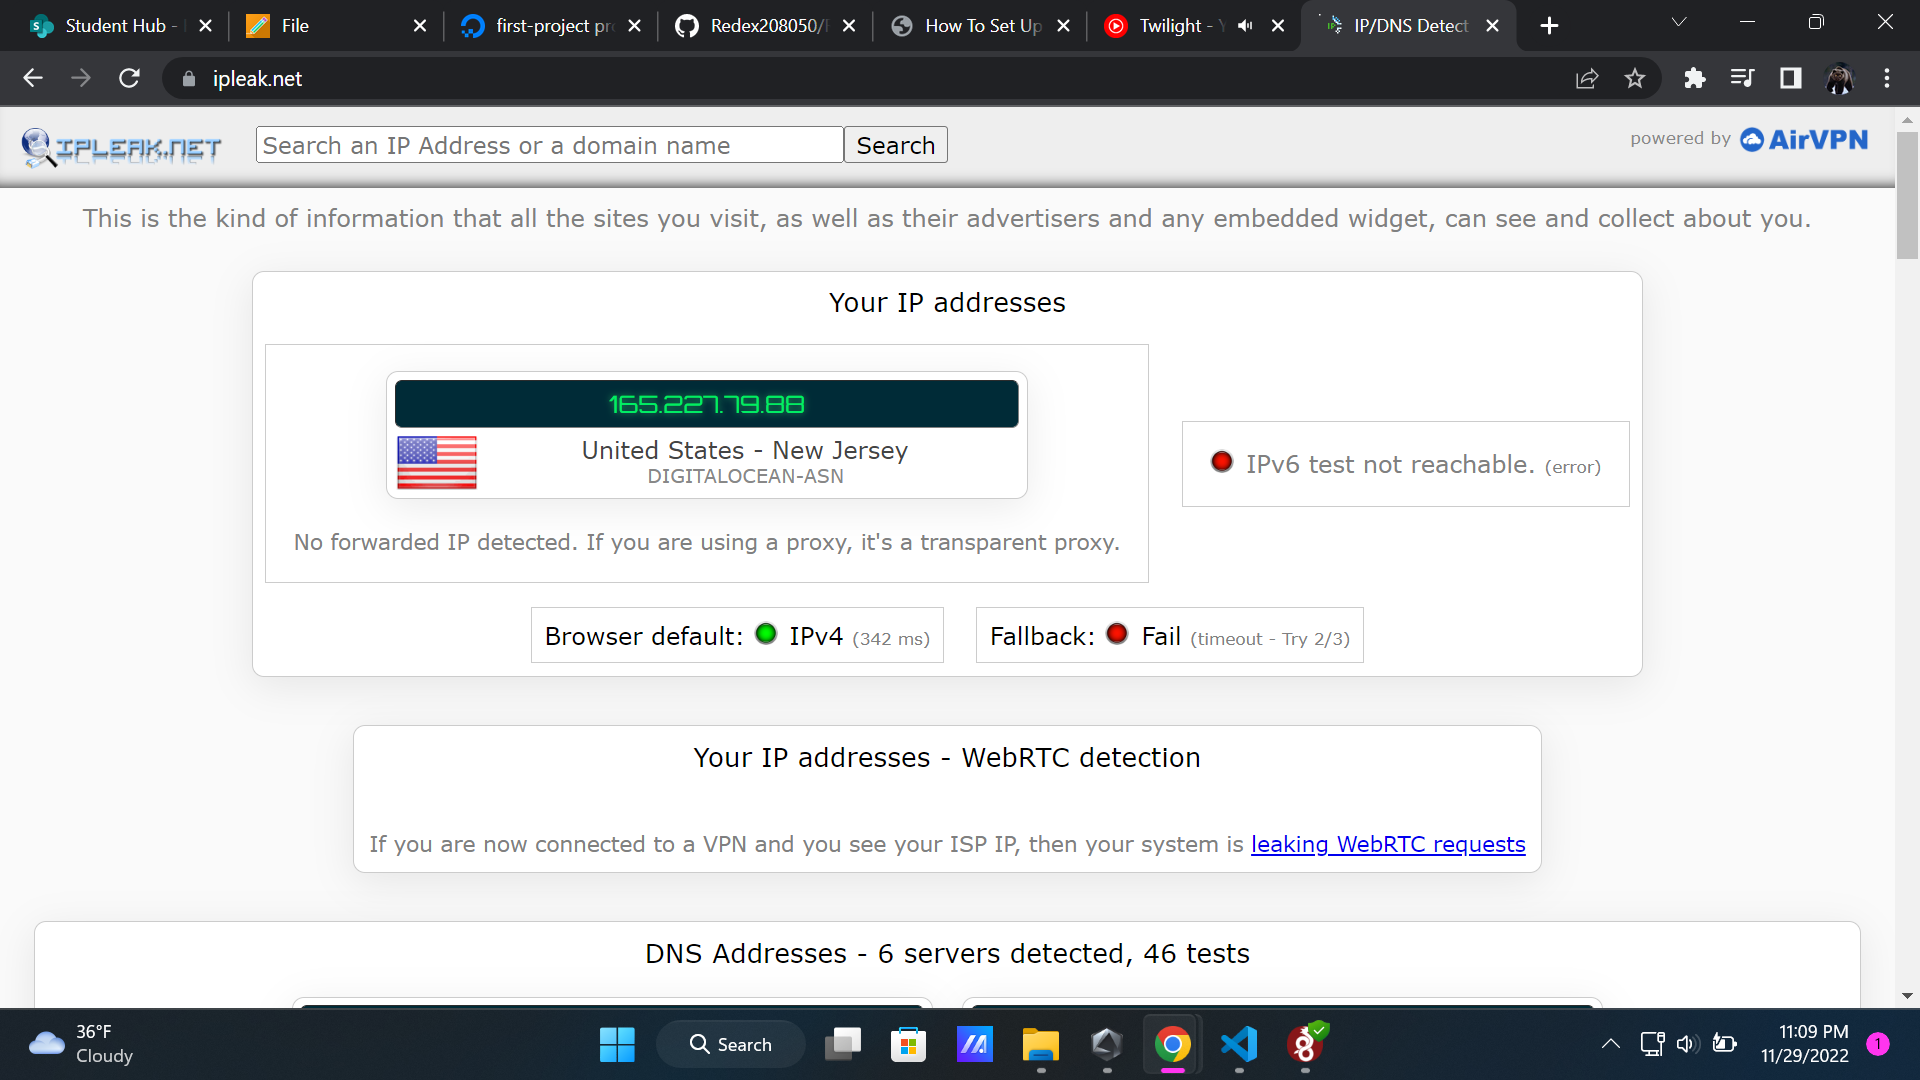 Student Hub -
File
first-project pr
Redex208050/
How To Set Up
Twilight -
IP/DNS Detect
ipleak.net
IPLEAK.NET
Search an IP Address or a domain name
Search
powered by AirVPN
This is the kind of information that all the sites you visit, as well as their advertisers and any embedded widget, can see and collect about you.
Your IP addresses
165.227.79.88
United States - New Jersey
DIGITALOCEAN-ASN
No forwarded IP detected. If you are using a proxy, it's a transparent proxy.
IPv6 test not reachable. (error)
Browser default: IPv4 (342 ms)
Fallback: Fail (timeout - Try 2/3)
Your IP addresses - WebRTC detection
If you are now connected to a VPN and you see your ISP IP, then your system is leaking WebRTC requests
DNS Addresses - 6 servers detected, 46 tests
36°F
Cloudy
Search
11:09 PM
11/29/2022
1